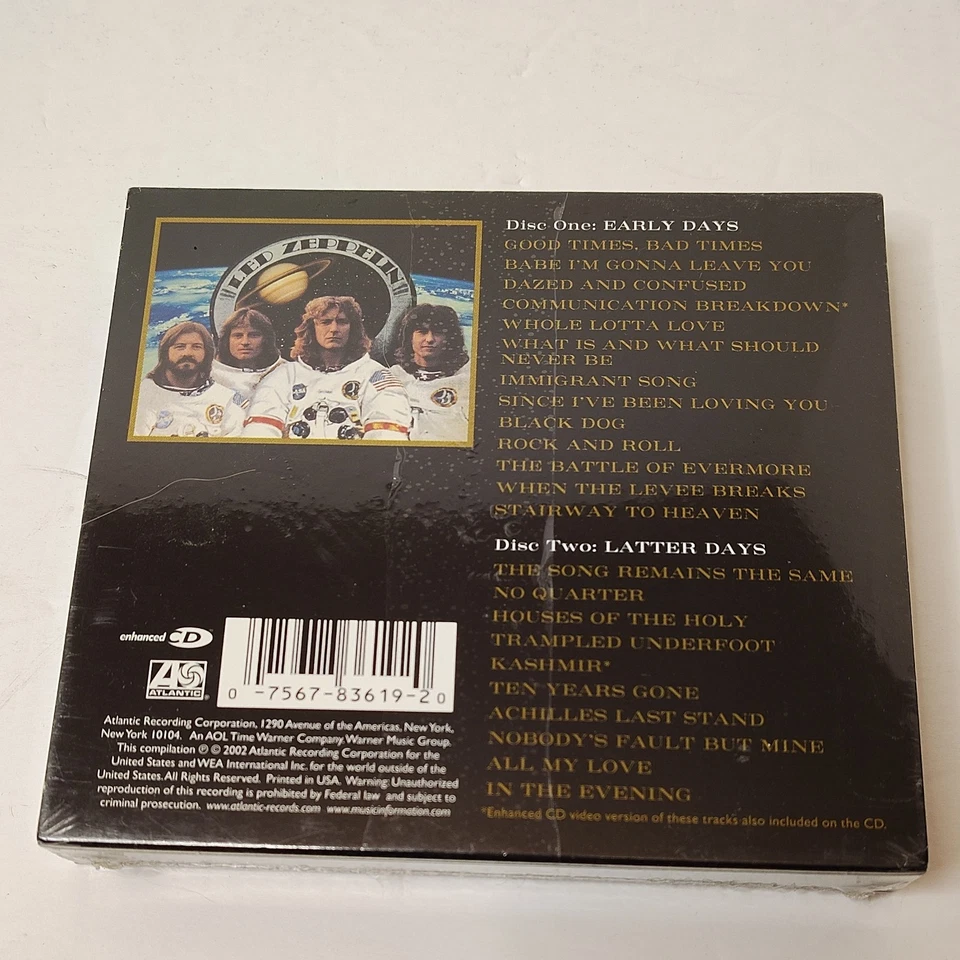 LED ZEPPELIN
Disc One: EARLY DAYS
GOOD TIMES, BAD TIMES
BABE I'M GONNA LEAVE YOU
DAZED AND CONFUSED
COMMUNICATION BREAKDOWN*
WHOLE LOTTA LOVE
WHAT IS AND WHAT SHOULD
NEVER BE
IMMIGRANT SONG
SINCE I'VE BEEN LOVING YOU
BLACK DOG
ROCK AND ROLL
THE BATTLE OF EVERMORE
WHEN THE LEVEE BREAKS
STAIRWAY TO HEAVEN
Disc Two: LATTER DAYS
THE SONG REMAINS THE SAME
NO QUARTER
HOUSES OF THE HOLY
TRAMPLED UNDERFOOT
KASHMIR*
TEN YEARS GONE
ACHILLES LAST STAND
NOBODY'S FAULT BUT MINE
ALL MY LOVE
IN THE EVENING
*Enhanced CD video version of these tracks also included on the CD.
enhanced CD
ATLANTIC
0 -7567-83619-2 0
Atlantic Recording Corporation, 1290 Avenue of the Americas, New York,
New York 10104. An AOL Time Warner Company. Warner Music Group.
This compilation ℗ © 2002 Atlantic Recording Corporation for the
United States and WEA International Inc. for the world outside of the
United States. All Rights Reserved. Printed in USA. Warning: Unauthorized
reproduction of this recording is prohibited by Federal law and subject to
criminal prosecution. www.atlantic-records.com www.musicinformation.com